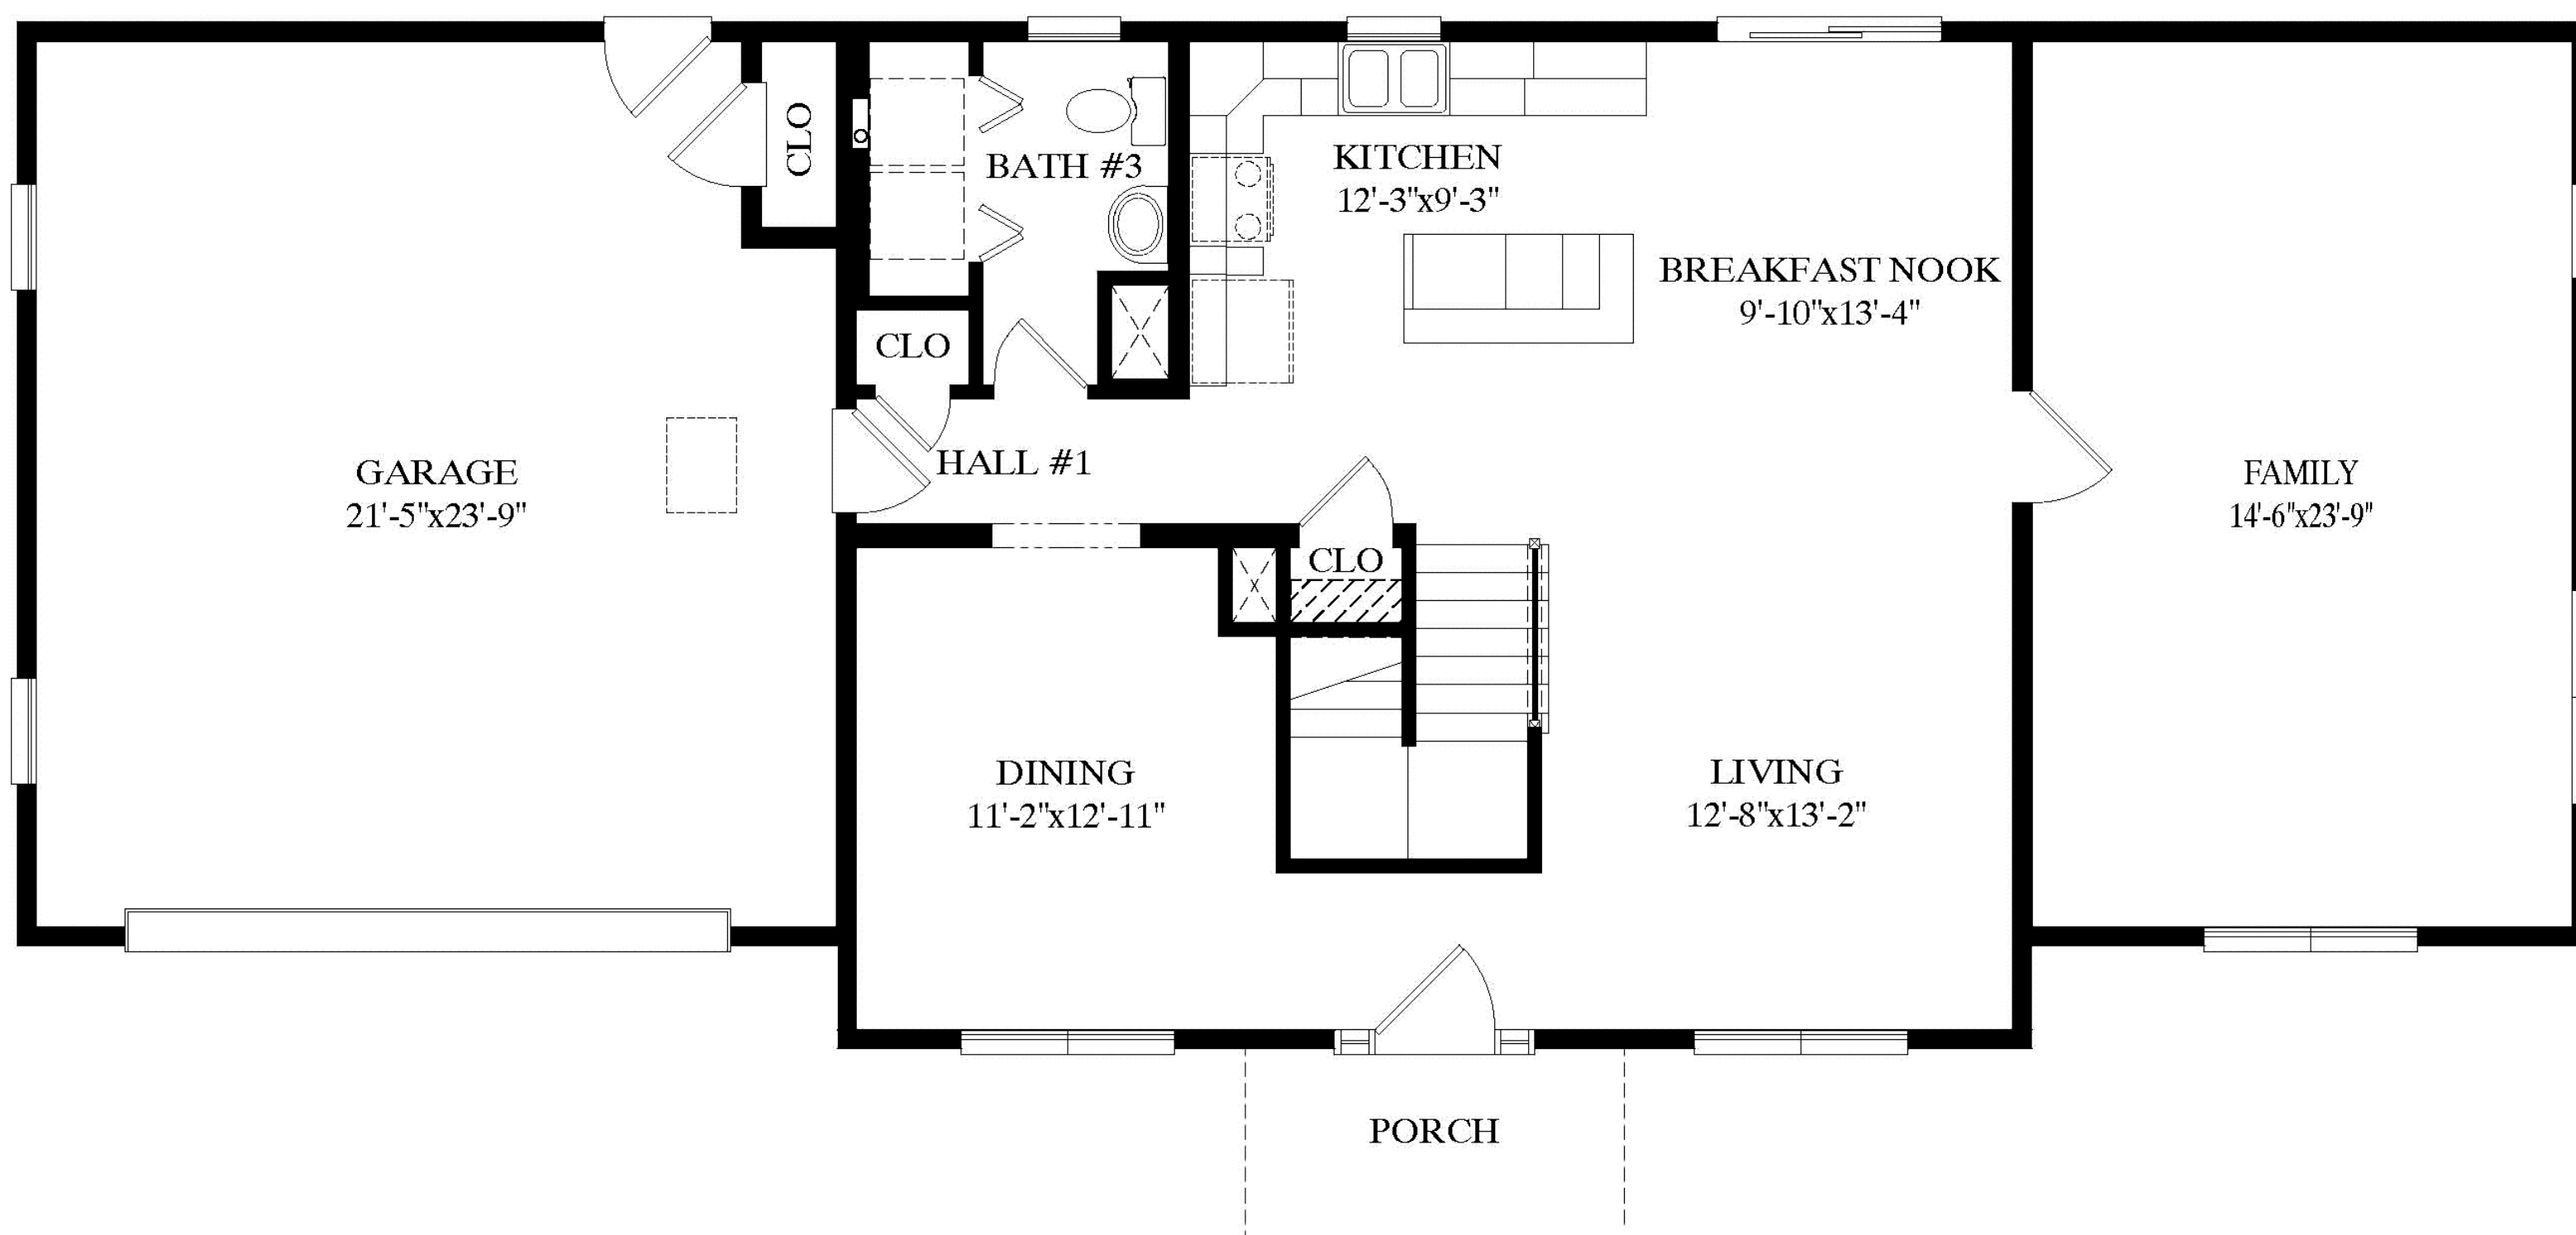 CLO
BATH #3
KITCHEN
12'-3"x9'-3"
BREAKFAST NOOK
9'-10"x13'-4"
CLO
HALL #1
GARAGE
21'-5"x23'-9"
FAMILY
14'-6"x23'-9"
CLO
DINING
11'-2"x12'-11"
LIVING
12'-8"x13'-2"
PORCH